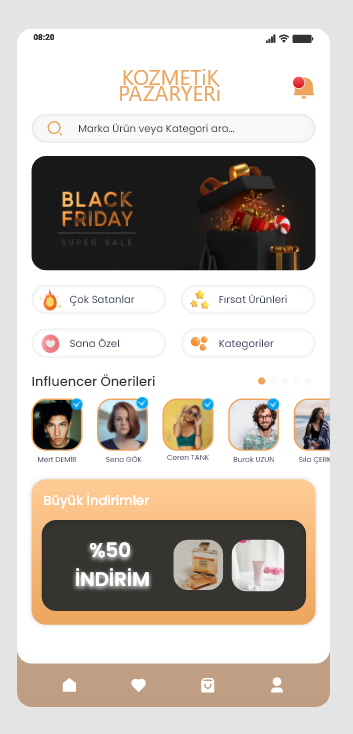 08:20
KOZMETiK
PAZARYERi
Marka Ürün veya Kategori ara...
BLACK
FRIDAY
SUPER SALE
Çok Satanlar
Fırsat Ürünleri
Sana Özel
Kategoriler
Influencer Önerileri
Mert DEMİR
Sena GÖK
Ceren TANK
Burak UZUN
Sıla ÇERK
Büyük İndirimler
%50
İNDİRİM